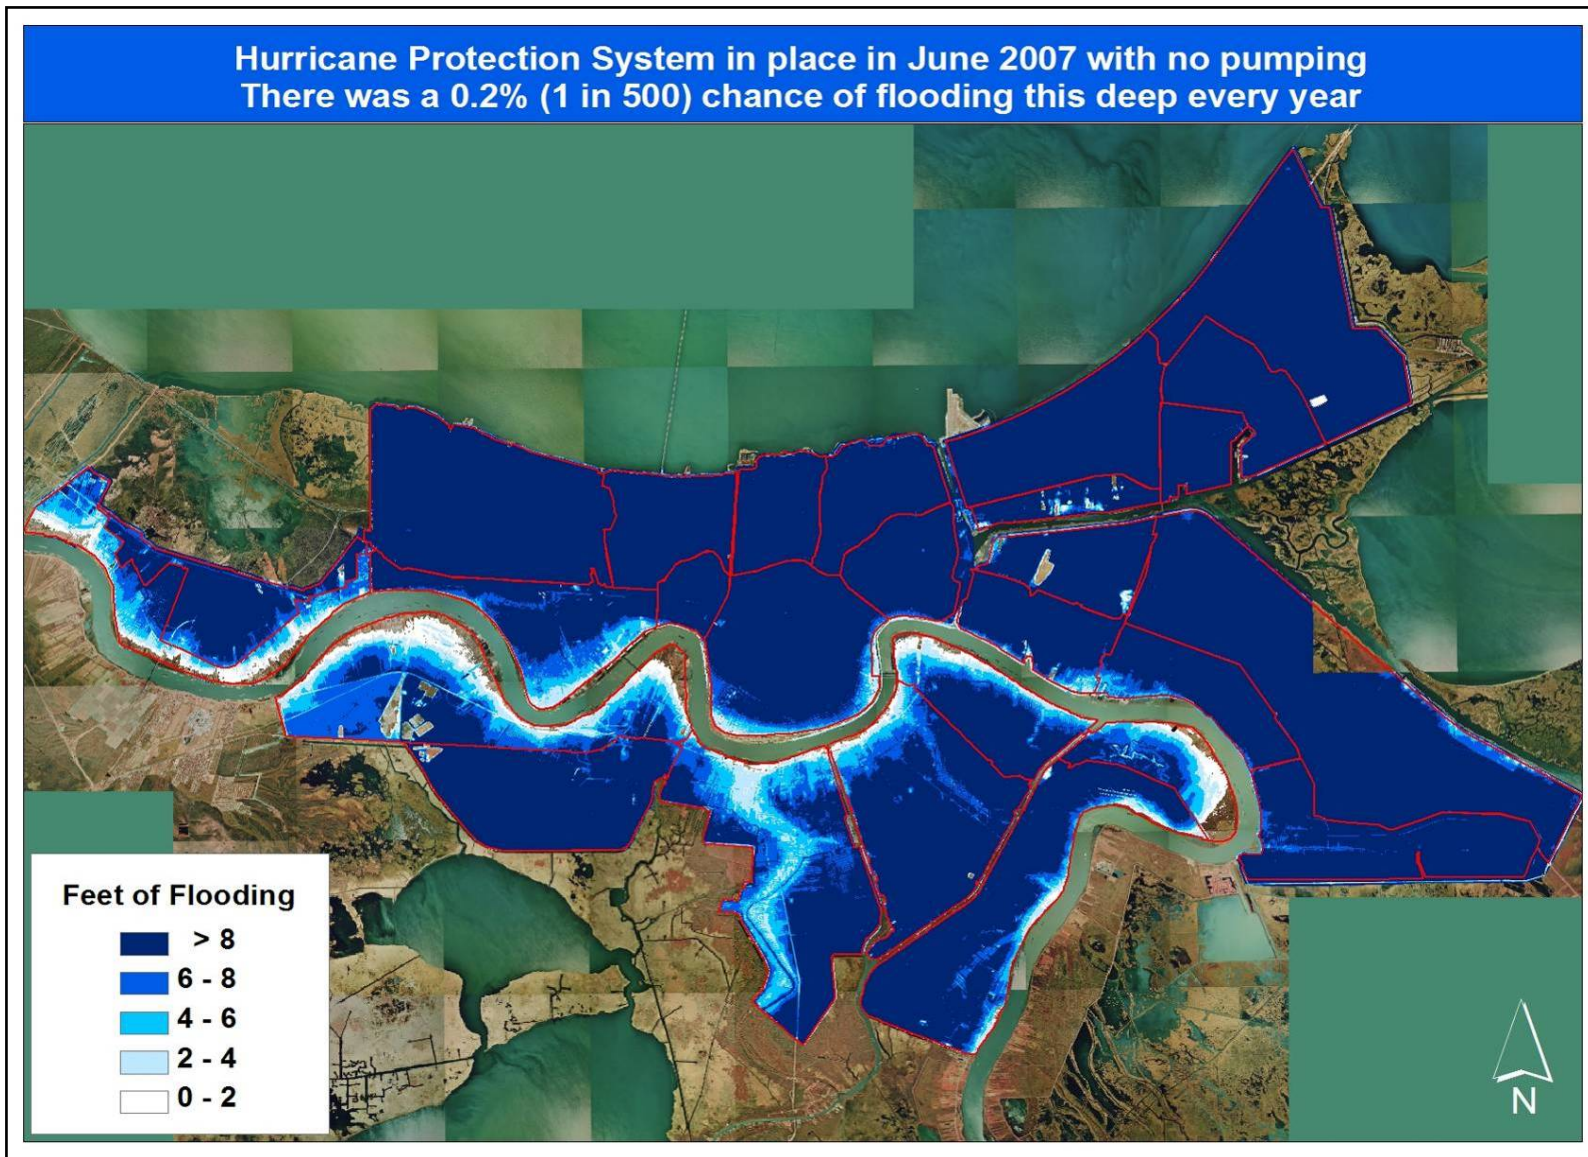 Hurricane Protection System in place in June 2007 with no pumping
There was a 0.2% (1 in 500) chance of flooding this deep every year
Feet of Flooding
> 8
6 - 8
4 - 6
2 - 4
0 - 2
N